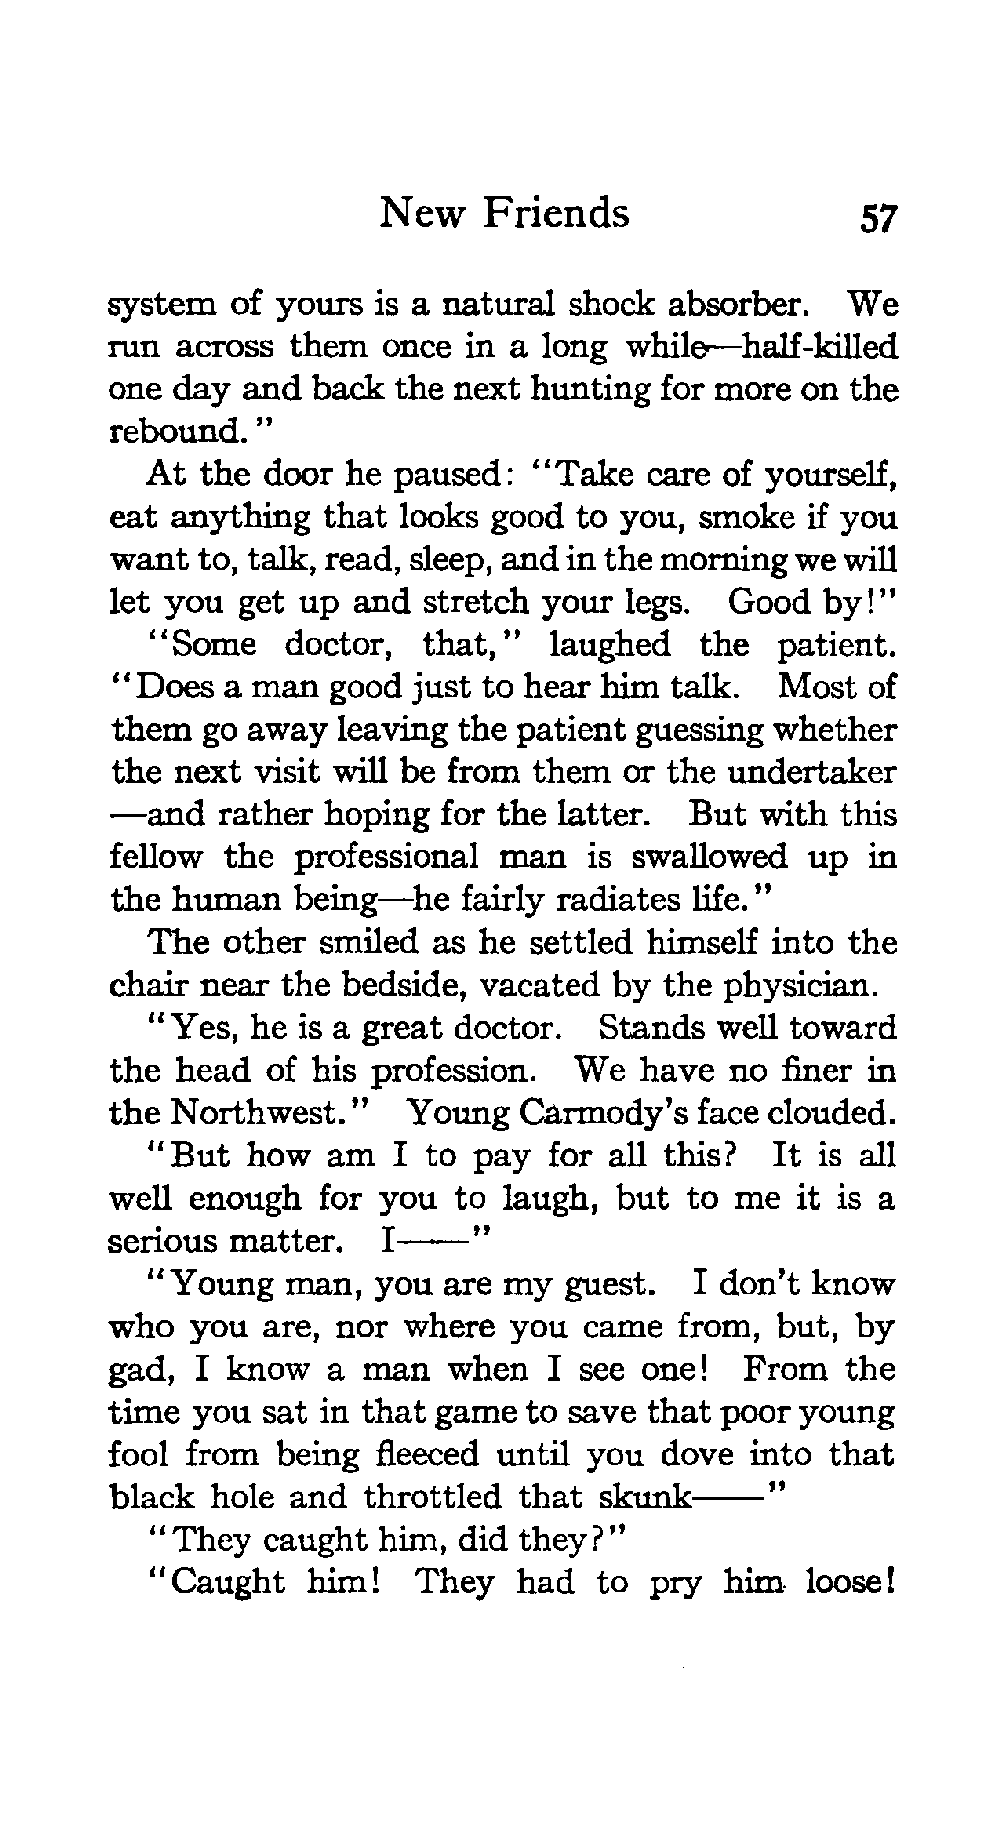 New Friends 57
system of yours is a natural shock absorber. We
run across them once in a long while—half-killed
one day and back the next hunting for more on the
rebound."
At the door he paused: "Take care of yourself,
eat anything that looks good to you, smoke if you
want to, talk, read, sleep, and in the morning we will
let you get up and stretch your legs. Good by!"
"Some doctor, that," laughed the patient.
"Does a man good just to hear him talk. Most of
them go away leaving the patient guessing whether
the next visit will be from them or the undertaker
—and rather hoping for the latter. But with this
fellow the professional man is swallowed up in
the human being—he fairly radiates life."
The other smiled as he settled himself into the
chair near the bedside, vacated by the physician.
"Yes, he is a great doctor. Stands well toward
the head of his profession. We have no finer in
the Northwest." Young Carmody's face clouded.
"But how am I to pay for all this? It is all
well enough for you to laugh, but to me it is a
serious matter. I——"
"Young man, you are my guest. I don't know
who you are, nor where you came from, but, by
gad, I know a man when I see one! From the
time you sat in that game to save that poor young
fool from being fleeced until you dove into that
black hole and throttled that skunk——"
"They caught him, did they?"
"Caught him! They had to pry him loose!